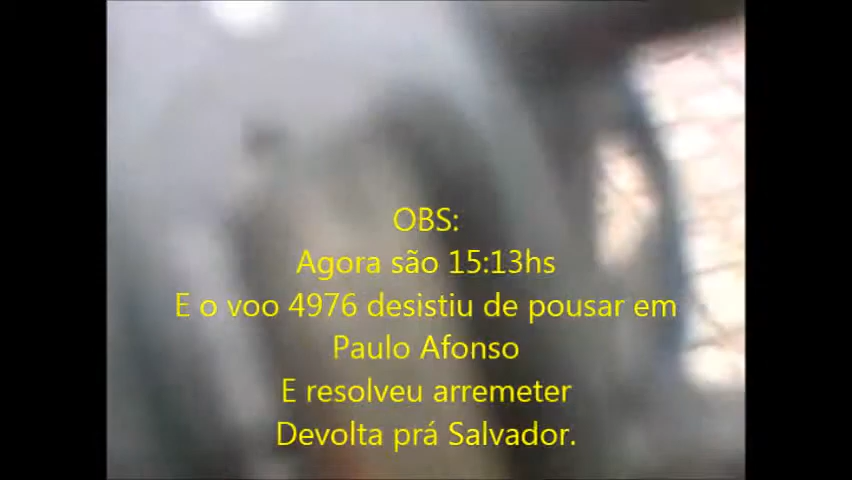 OBS:
Agora são 15:13hs
E o voo 4976 desistiu de pousar em
Paulo Afonso
E resolveu arremeter
Devolta prá Salvador.